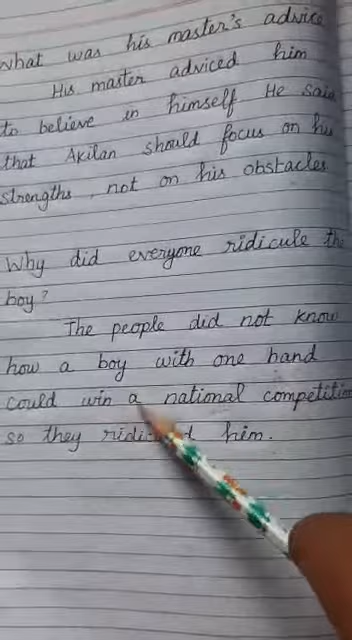 what was his master's advice
His master adviced him
to believe in himself. He said
that Akilan should focus on his
strengths, not on his obstacles
Why did everyone ridicule the
boy?
The people did not know
how a boy with one hand
could win a national competition
so they him.